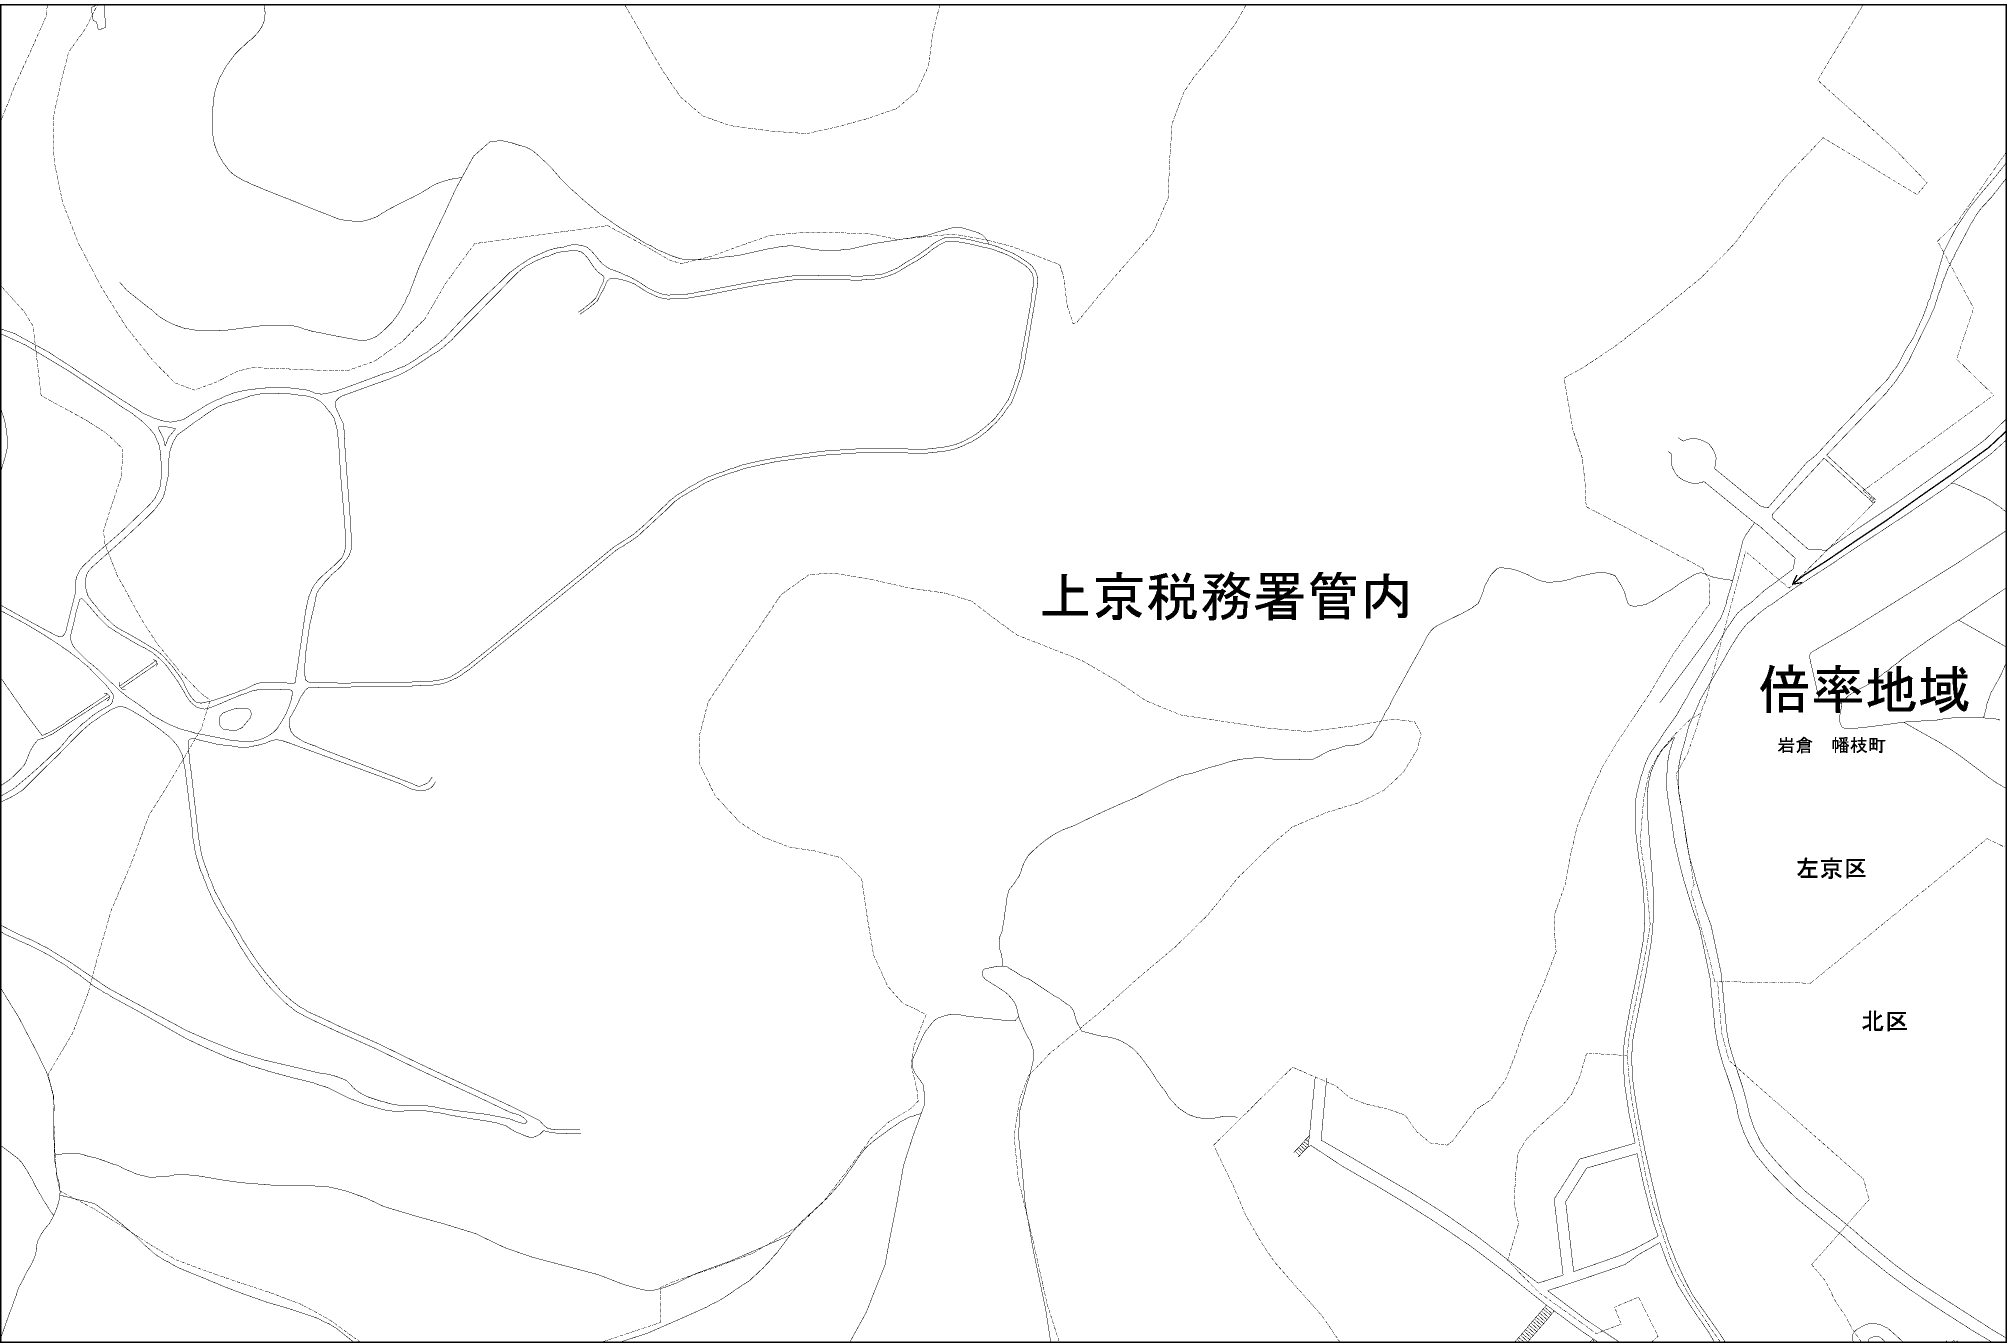 上京税務署管内
倍率地域
岩倉　幡枝町
左京区
北区